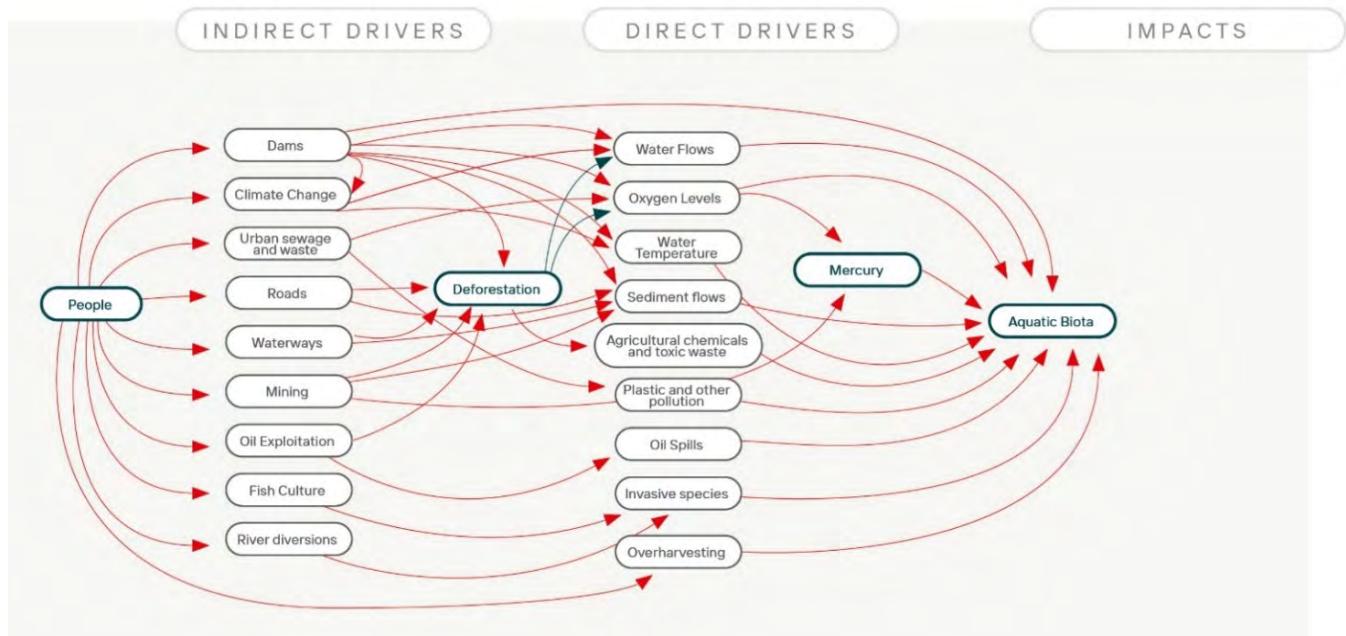 INDIRECT DRIVERS
DIRECT DRIVERS
IMPACTS
People
Dams
Climate Change
Urban sewage
and waste
Roads
Waterways
Mining
Oil Exploitation
Fish Culture
River diversions
Deforestation
Water Flows
Oxygen Levels
Water
Temperature
Sediment flows
Agricultural chemicals
and toxic waste
Plastic and other
pollution
Oil Spills
Invasive species
Overharvesting
Mercury
Aquatic Biota